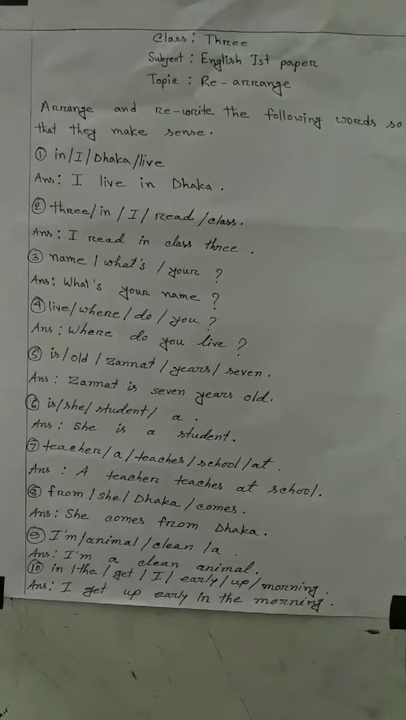 Class: Three
Subject: English Ist paper
Topic: Re-arrange
Arrange and re-write the following words so
that they make sense.
① in/I/Dhaka/live
Ans: I live in Dhaka.
② three/in/I/read/class.
Ans: I read in class three.
③ name/what's/your?
Ans: What's your name?
④ live/where/do/you?
Ans: Where do you live?
⑤ is/old/Zannat/years/seven.
Ans: Zannat is seven years old.
⑥ is/she/student/a.
Ans: She is a student.
⑦ teacher/a/teaches/school/at.
Ans: A teacher teaches at school.
⑧ from/she/Dhaka/comes.
Ans: She comes from Dhaka.
⑨ I'm/animal/clean/a.
Ans: I'm a clean animal.
⑩ in/the/get/I/early/up/morning.
Ans: I get up early in the morning.